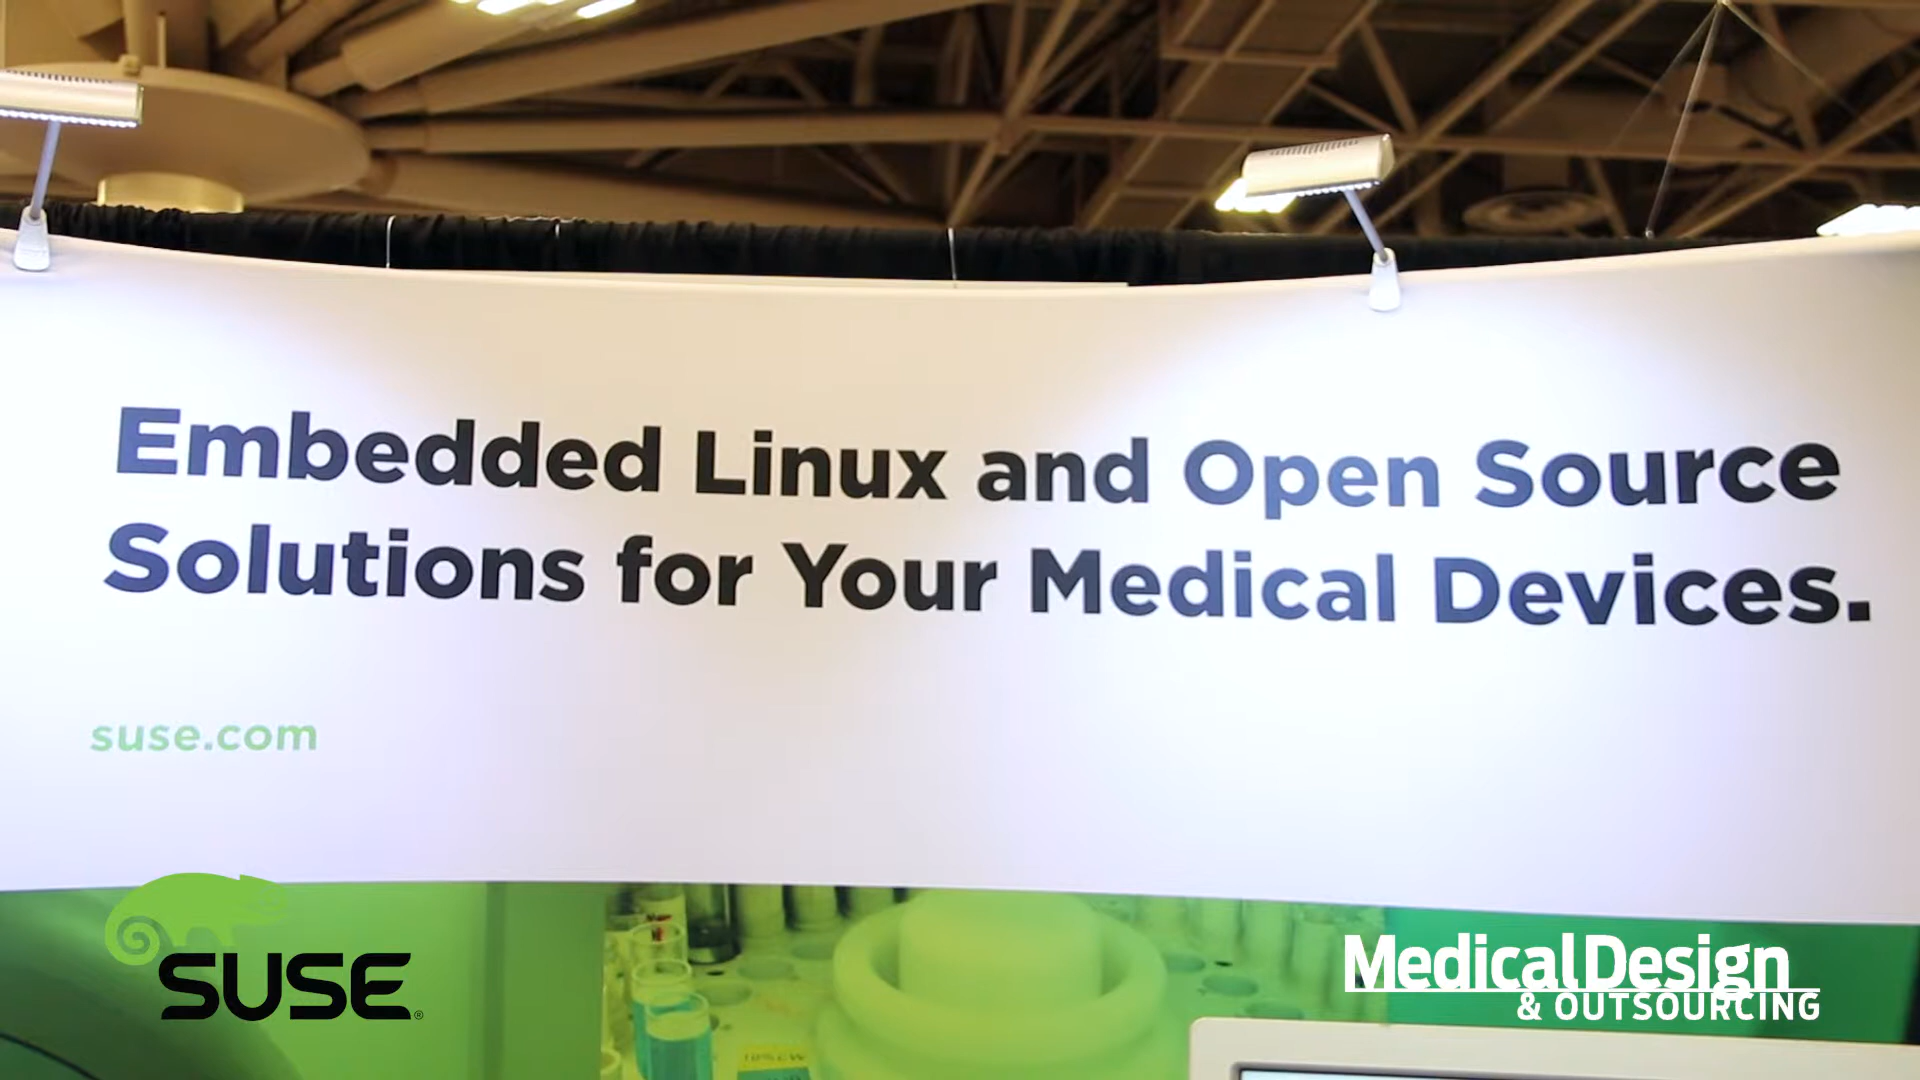 Embedded Linux and Open Source
Solutions for Your Medical Devices.
suse.com
SUSE®
MedicalDesign
& OUTSOURCING